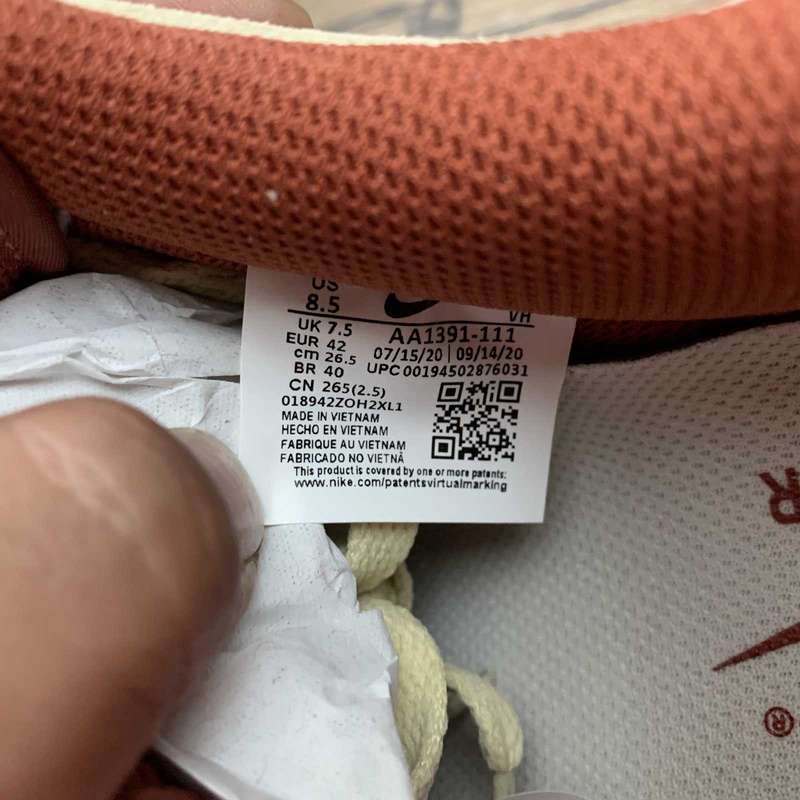 US
8.5
VH
UK 7.5
AA1391-111
EUR 42
07/15/20 | 09/14/20
cm 26.5
UPC 00194502876031
BR 40
CN 265(2.5)
018942ZOH2XL1
MADE IN VIETNAM
HECHO EN VIETNAM
FABRIQUE AU VIETNAM
FABRICADO NO VIETNÃ
This product is covered by one or more patents:
www.nike.com/patentsvirtualmarking
R
®